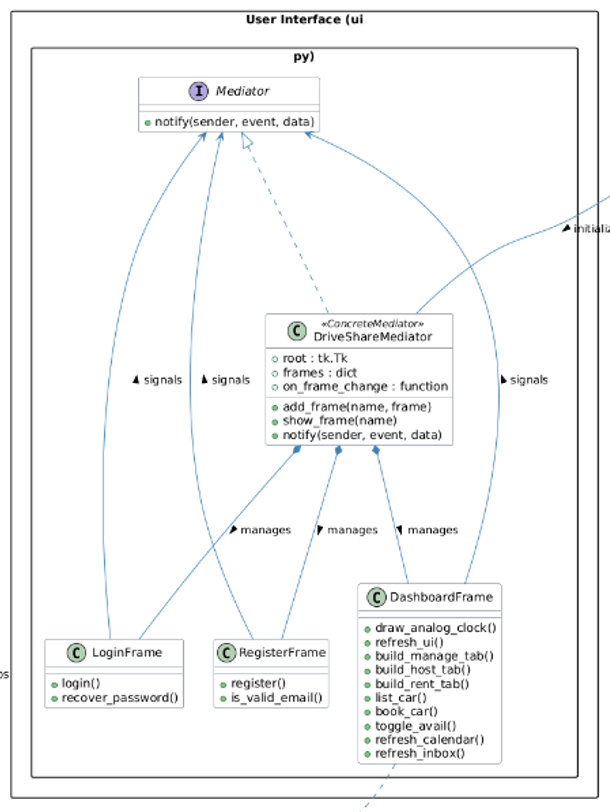 User Interface (ui
py)
I Mediator
notify(sender, event, data)
initializ
«ConcreteMediator»
C DriveShareMediator
root : tk.Tk
frames : dict
on_frame_change : function
add_frame(name, frame)
show_frame(name)
notify(sender, event, data)
signals
signals
signals
manages
manages
manages
C LoginFrame
login()
recover_password()
C RegisterFrame
register()
is_valid_email()
C DashboardFrame
draw_analog_clock()
refresh_ui()
build_manage_tab()
build_host_tab()
build_rent_tab()
list_car()
book_car()
toggle_avail()
refresh_calendar()
refresh_inbox()
os